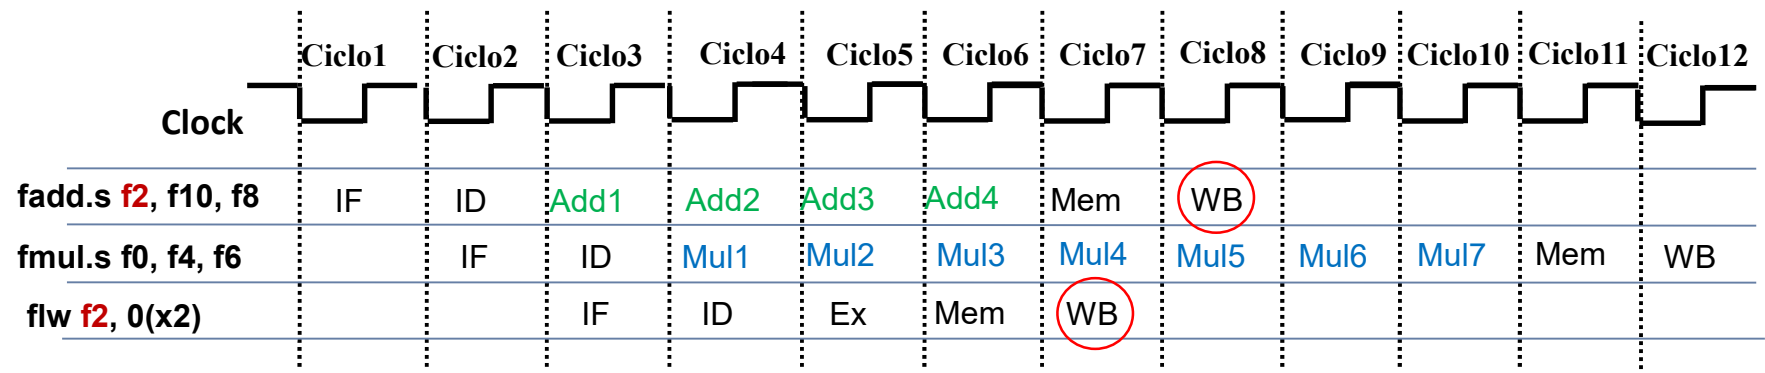 Ciclo1 Ciclo2 Ciclo3 Ciclo4 Ciclo5 Ciclo6 Ciclo7 Ciclo8 Ciclo9 Ciclo10 Ciclo11 Ciclo12
Clock
fadd.s f2, f10, f8 IF ID Add1 Add2 Add3 Add4 Mem WB
fmul.s f0, f4, f6 IF ID Mul1 Mul2 Mul3 Mul4 Mul5 Mul6 Mul7 Mem WB
flw f2, 0(x2) IF ID Ex Mem WB